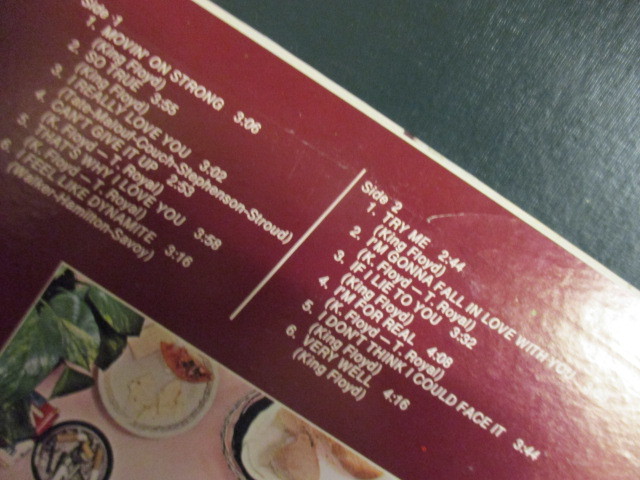 Side 1
1. MOVIN' ON STRONG 3:06
(King Floyd)
2. SO TRUE 3:55
(King Floyd)
3. I REALLY LOVE YOU 3:02
(Tate-Malouf-Couch-Stephenson-Stroud)
4. CAN'T GIVE IT UP 2:53
(K. Floyd — T. Royal)
5. THAT'S WHY I LOVE YOU 3:58
(K. Floyd — T. Royal)
6. I FEEL LIKE DYNAMITE 3:16
(Walker-Hamilton-Savoy)
Side 2
1. TRY ME 2:44
(King Floyd)
2. I'M GONNA FALL IN LOVE WITH YOU
(K. Floyd — T. Royal)
3. IF I LIE TO YOU 3:32
(King Floyd)
4. I'M FOR REAL 4:08
(K. Floyd — T. Royal)
5. I DON'T THINK I COULD FACE IT 3:44
(King Floyd)
6. VERY WELL 4:16
(King Floyd)